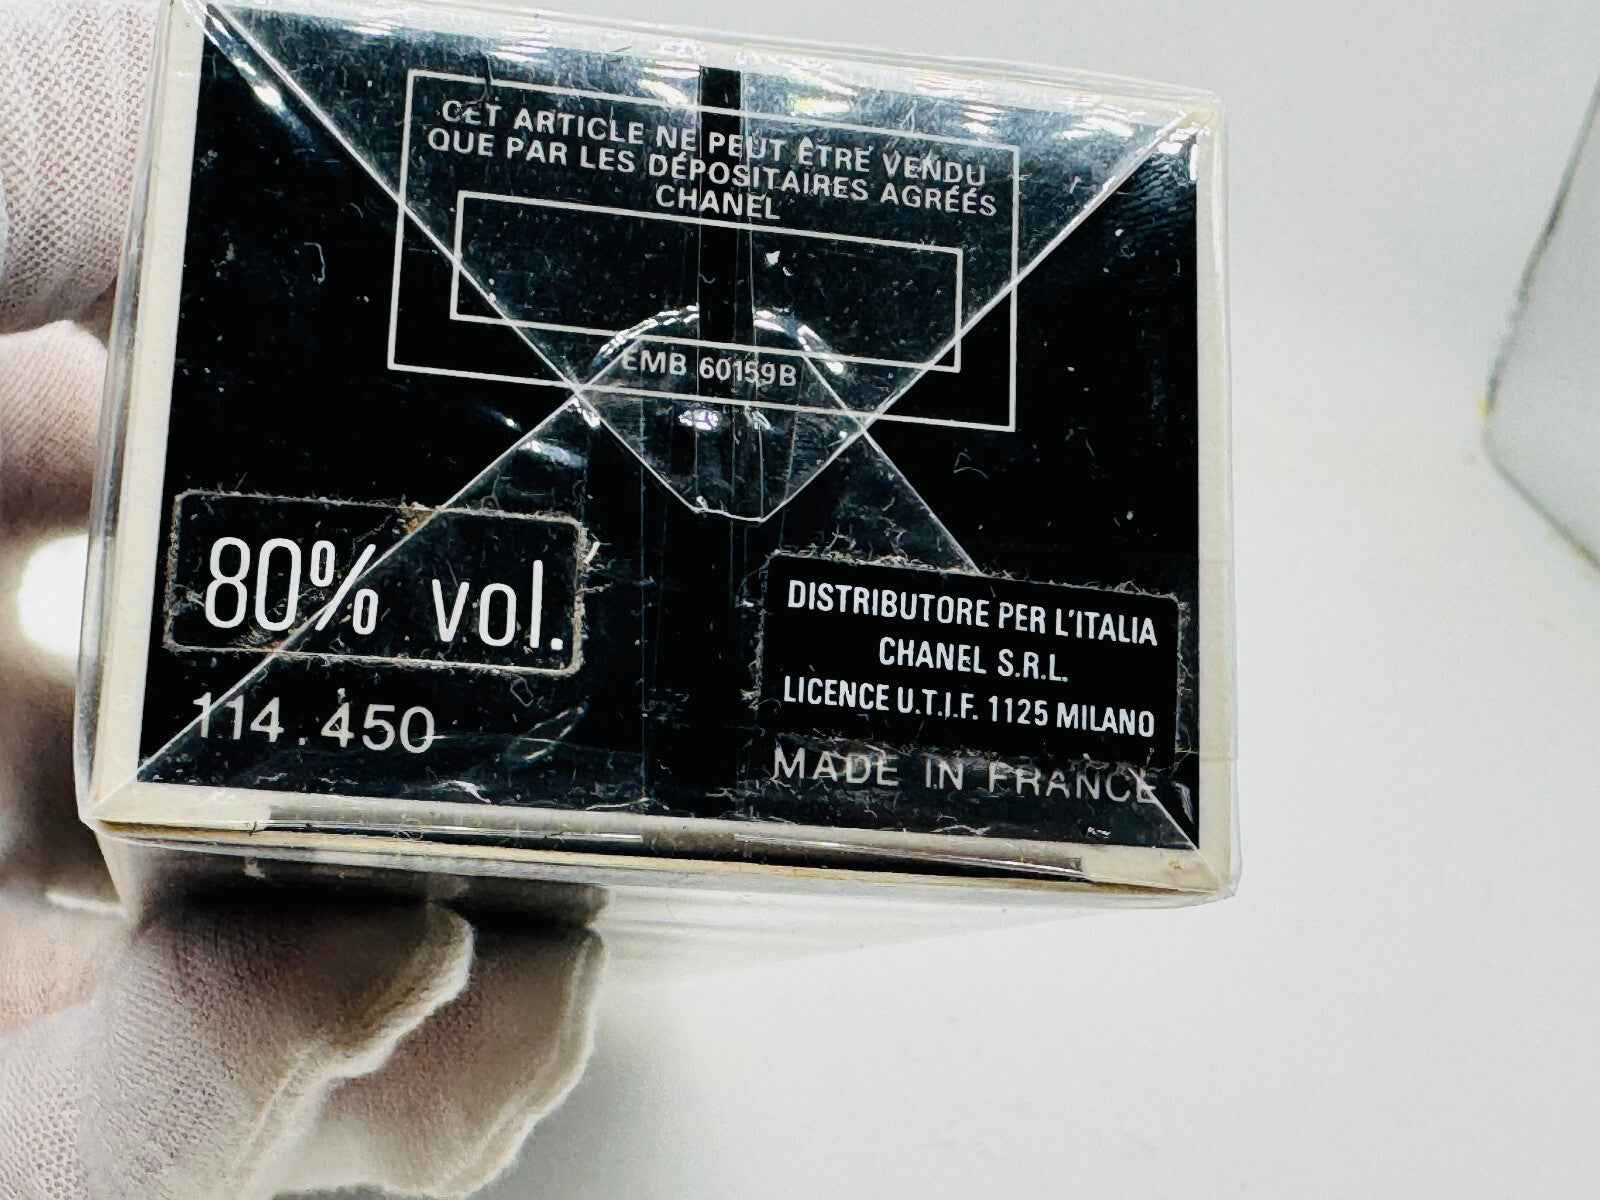 CET ARTICLE NE PEUT ÊTRE VENDU
QUE PAR LES DÉPOSITAIRES AGRÉÉS
CHANEL
EMB 60159B
80% vol.
114.450
DISTRIBUTORE PER L'ITALIA
CHANEL S.R.L.
LICENCE U.T.I.F. 1125 MILANO
MADE IN FRANCE